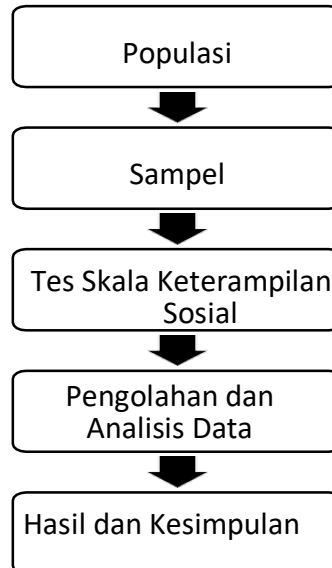 Populasi
Sampel
Tes Skala Keterampilan
Sosial
Pengolahan dan
Analisis Data
Hasil dan Kesimpulan